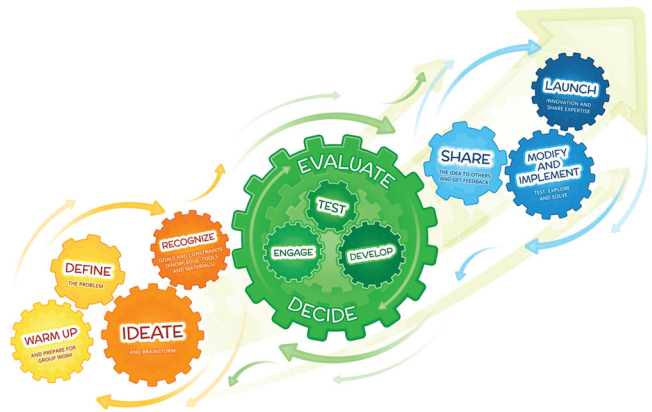 WARM UP
AND PREPARE FOR
GROUP WORK
DEFINE
THE PROBLEM
IDEATE
AND BRAINSTORM
RECOGNIZE
GOALS AND CONSTRAINTS
(KNOWLEDGE, TOOLS
AND MATERIALS)
EVALUATE
TEST
ENGAGE
DEVELOP
DECIDE
SHARE
THE IDEA TO OTHERS
AND GET FEEDBACK
MODIFY
AND
IMPLEMENT
TEST, EXPLORE
AND SOLVE
LAUNCH
INNOVATION AND
SHARE EXPERTISE